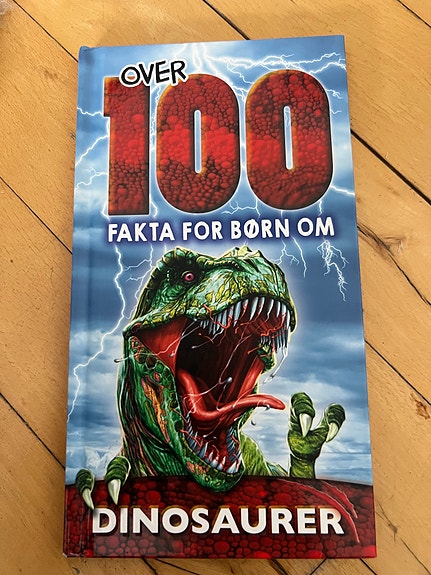 OVER
100
FAKTA FOR BØRN OM
DINOSAURER